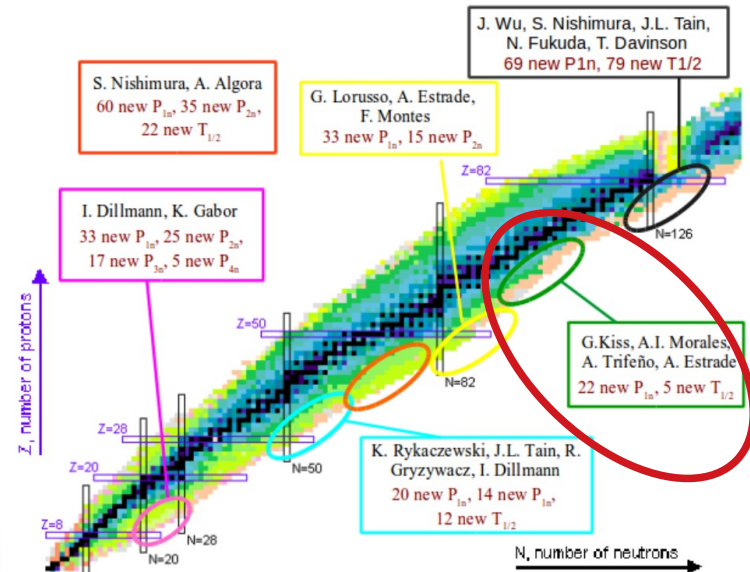 J. Wu, S. Nishimura, J.L. Tain,
N. Fukuda, T. Davinson
69 new P1n, 79 new T1/2
S. Nishimura, A. Algora
60 new P1n, 35 new P2n,
22 new T1/2
G. Lorusso, A. Estrade,
F. Montes
33 new P1n, 15 new P2n
I. Dillmann, K. Gabor
33 new P1n, 25 new P2n,
17 new P3n, 5 new P4n
Z=82
N=126
Z=50
N=82
G.Kiss, A.I. Morales,
A. Trifeño, A. Estrade
22 new P1n, 5 new T1/2
Z, number of protons
Z=28
N=50
Z=20
K. Rykaczewski, J.L. Tain, R.
Gryzywacz, I. Dillmann
20 new P1n, 14 new P1n,
12 new T1/2
Z=8
N=28
N=20
N, number of neutrons